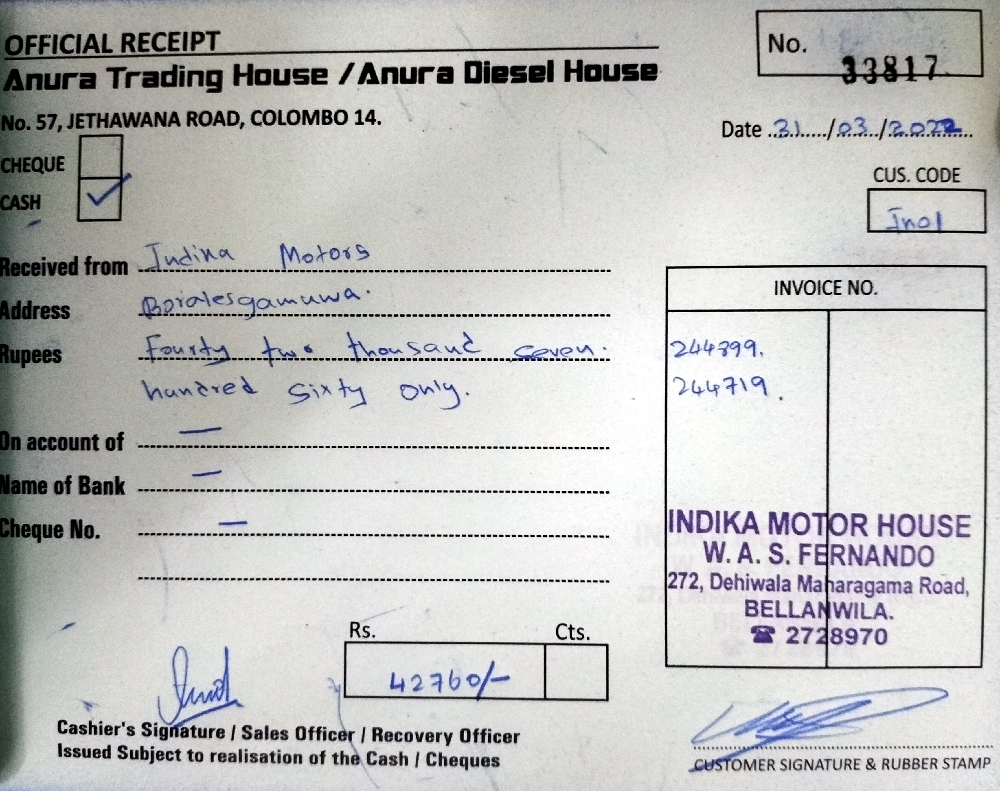 OFFICIAL RECEIPT
No. 33817
Anura Trading House / Anura Diesel House
No. 57, JETHAWANA ROAD, COLOMBO 14.
Date 31/03/2022
CHEQUE
CASH ✓
CUS. CODE
In01
Received from Indika Motors
Address Boralesgamuwa.
Rupees Fourty two thousand seven.
hundred Sixty Only.
On account of —
Name of Bank —
Cheque No. —
INVOICE NO.
244899.
244719.
INDIKA MOTOR HOUSE
W. A. S. FERNANDO
272, Dehiwala Maharagama Road,
BELLANWILA.
☎ 2728970
Rs. Cts.
42760/-
Cashier's Signature / Sales Officer / Recovery Officer
Issued Subject to realisation of the Cash / Cheques
CUSTOMER SIGNATURE & RUBBER STAMP